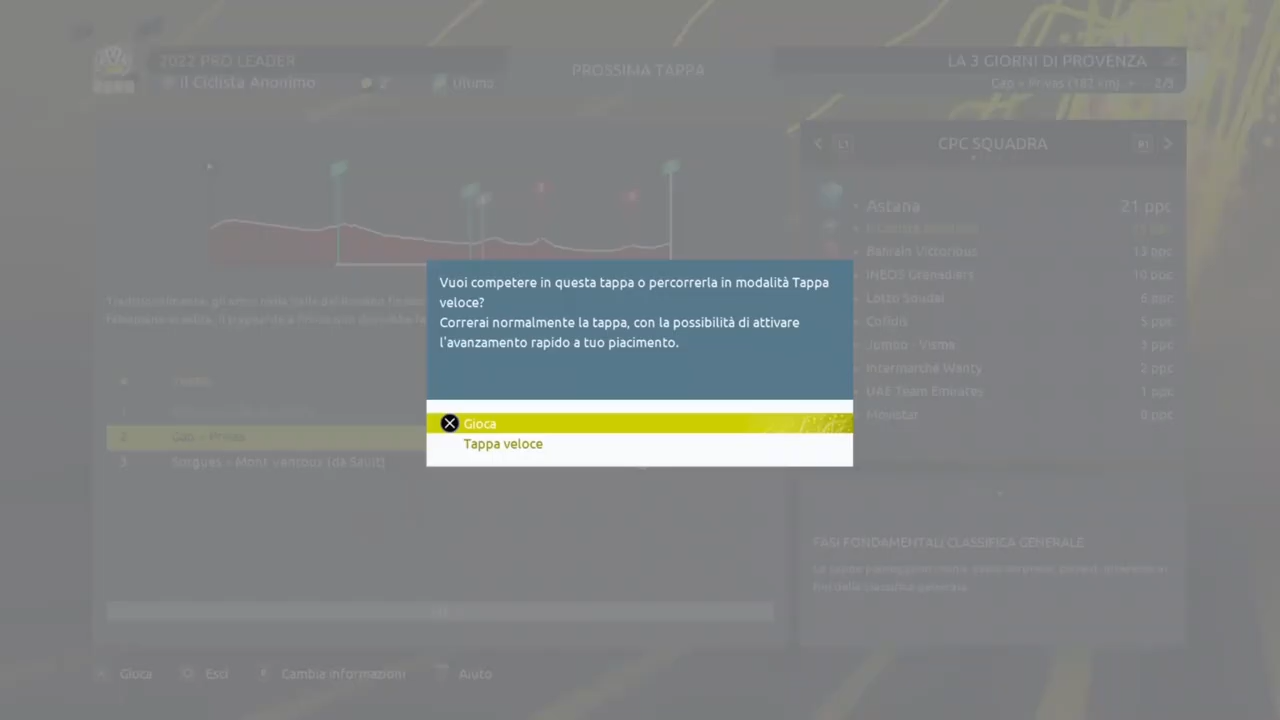 2022 PRO LEADER
Il Ciclista Anonimo
2'
Ultimo
PROSSIMA TAPPA
LA 3 GIORNI DI PROVENZA
Gap - Privas (187 km)
2/3
L1
CPC SQUADRA
R1
Astana 21 ppc
Bahrain Victorious 13 ppc
INEOS Grenadiers 10 ppc
Lotto Soudal 6 ppc
Cofidis 5 ppc
Jumbo - Visma 3 ppc
Intermarché Wanty 2 ppc
UAE Team Emirates 1 ppc
Movistar 0 ppc
Vuoi competere in questa tappa o percorrerla in modalità Tappa
veloce?
Correrai normalmente la tappa, con la possibilità di attivare
l'avanzamento rapido a tuo piacimento.
Gioca
Tappa veloce
#
1
2 Gap - Privas
3 Sorgues - Mont Ventoux (da Sault)
FASI FONDAMENTALI CLASSIFICA GENERALE
Gioca
Esci
Cambia informazioni
Aiuto